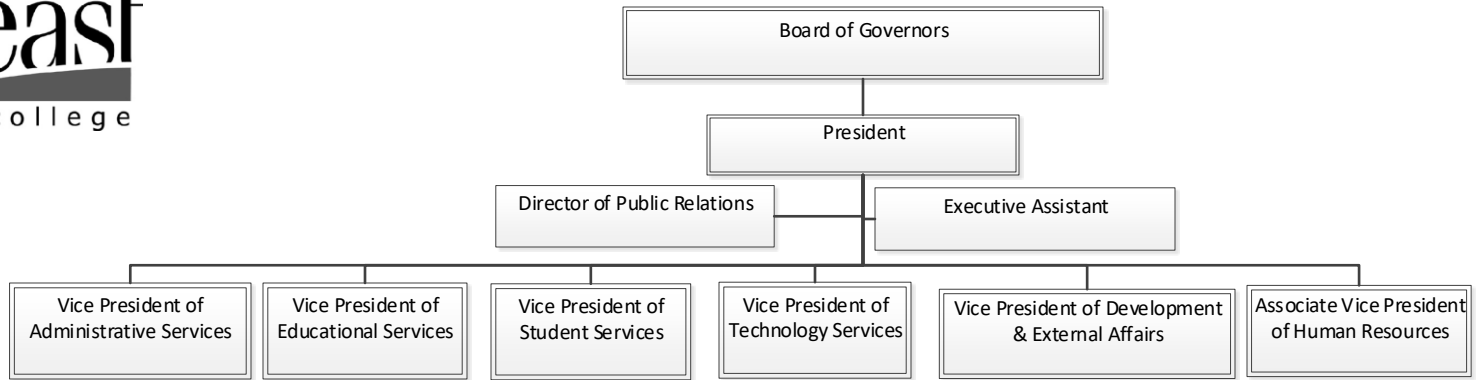 east
college
Board of Governors
President
Director of Public Relations
Executive Assistant
Vice President of
Administrative Services
Vice President of
Educational Services
Vice President of
Student Services
Vice President of
Technology Services
Vice President of Development
& External Affairs
Associate Vice President
of Human Resources